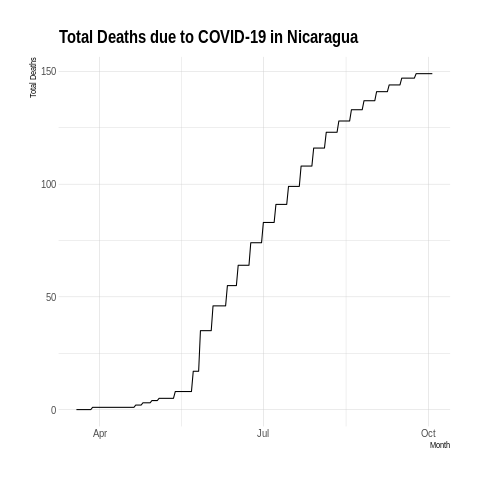 Total Deaths due to COVID-19 in Nicaragua
Total Deaths
150
100
50
0
Apr
Jul
Oct
Month